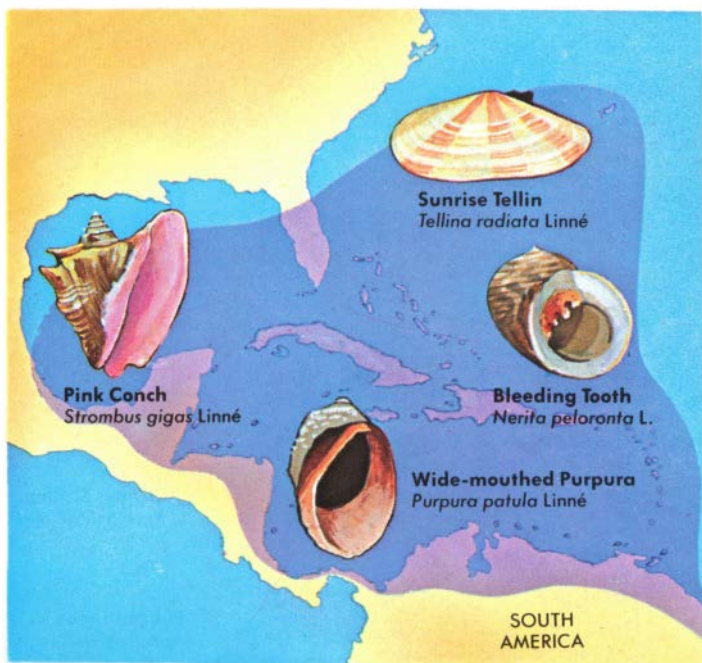 Sunrise Tellin
Tellina radiata Linné
Pink Conch
Strombus gigas Linné
Bleeding Tooth
Nerita peloronta L.
Wide-mouthed Purpura
Purpura patula Linné
SOUTH
AMERICA